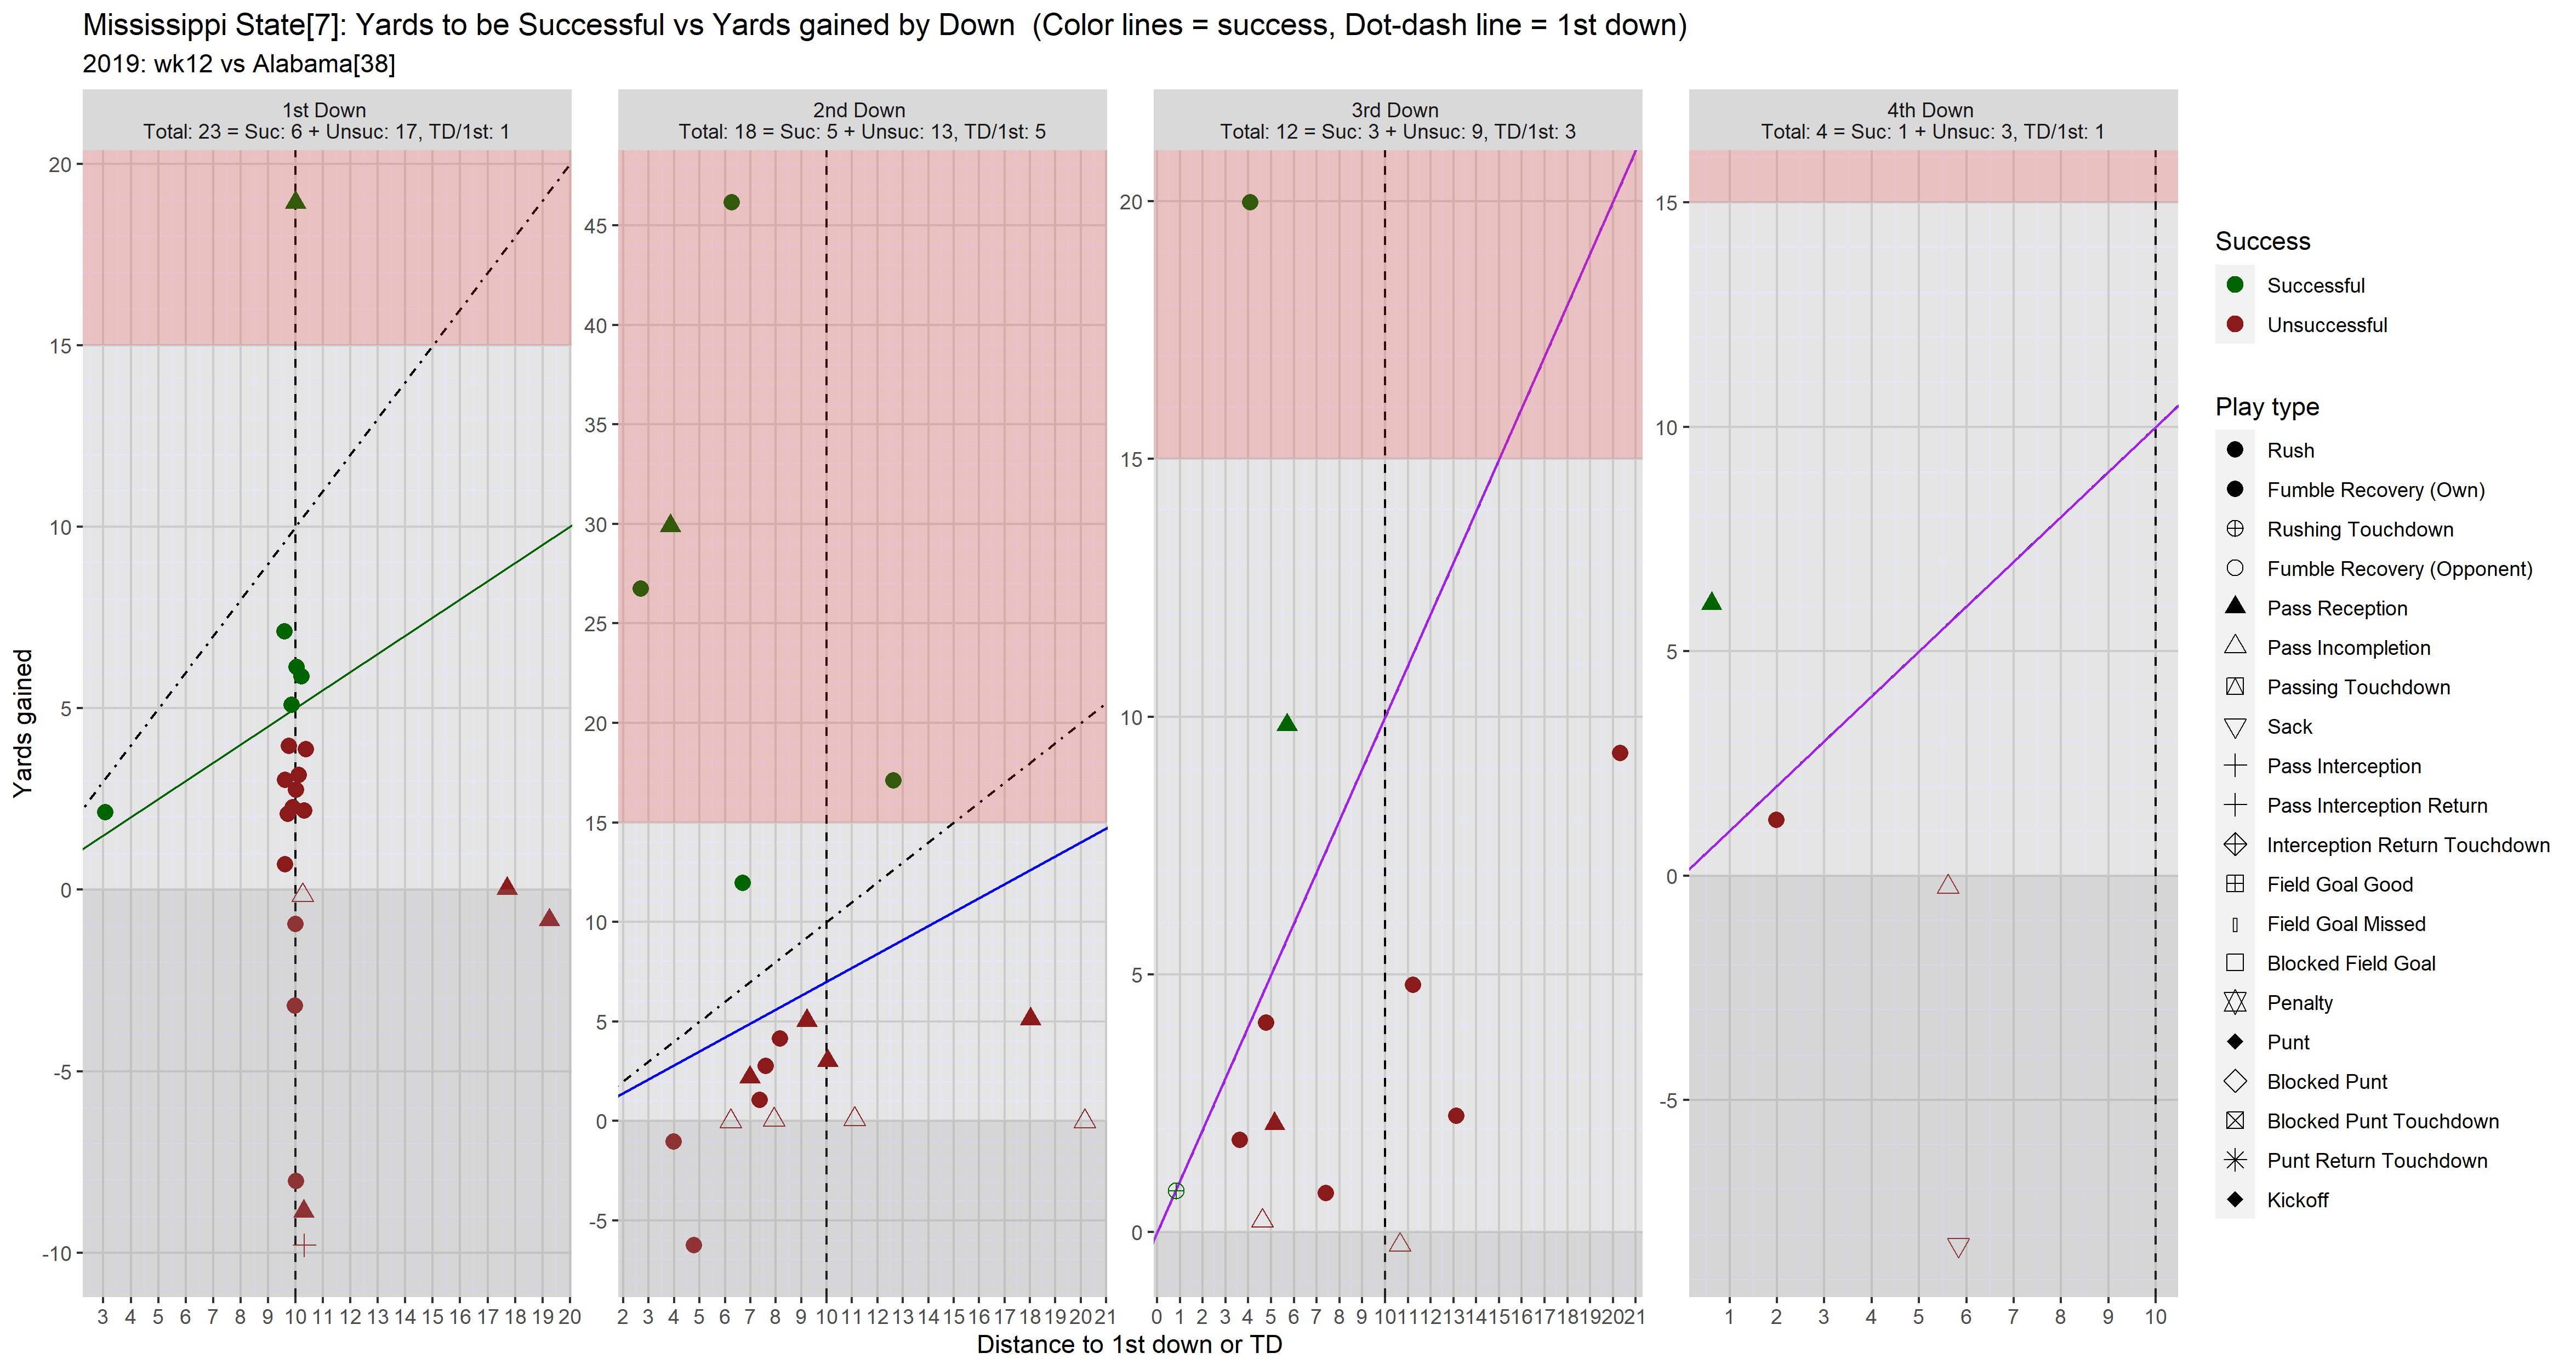 Mississippi State[7]: Yards to be Successful vs Yards gained by Down  (Color lines = success, Dot-dash line = 1st down)
2019: wk12 vs Alabama[38]
1st Down
Total: 23 = Suc: 6 + Unsuc: 17, TD/1st: 1
2nd Down
Total: 18 = Suc: 5 + Unsuc: 13, TD/1st: 5
3rd Down
Total: 12 = Suc: 3 + Unsuc: 9, TD/1st: 3
4th Down
Total: 4 = Suc: 1 + Unsuc: 3, TD/1st: 1
Yards gained
20
15
10
5
0
-5
-10
3 4 5 6 7 8 9 10 11 12 13 14 15 16 17 18 19 20
45
40
35
30
25
20
15
10
5
0
-5
2 3 4 5 6 7 8 9 10 11 12 13 14 15 16 17 18 19 20 21
20
15
10
5
0
0 1 2 3 4 5 6 7 8 9 10 11 12 13 14 15 16 17 18 19 20 21
15
10
5
0
-5
1 2 3 4 5 6 7 8 9 10
Distance to 1st down or TD
Success
Successful
Unsuccessful
Play type
Rush
Fumble Recovery (Own)
Rushing Touchdown
Fumble Recovery (Opponent)
Pass Reception
Pass Incompletion
Passing Touchdown
Sack
Pass Interception
Pass Interception Return
Interception Return Touchdown
Field Goal Good
Field Goal Missed
Blocked Field Goal
Penalty
Punt
Blocked Punt
Blocked Punt Touchdown
Punt Return Touchdown
Kickoff